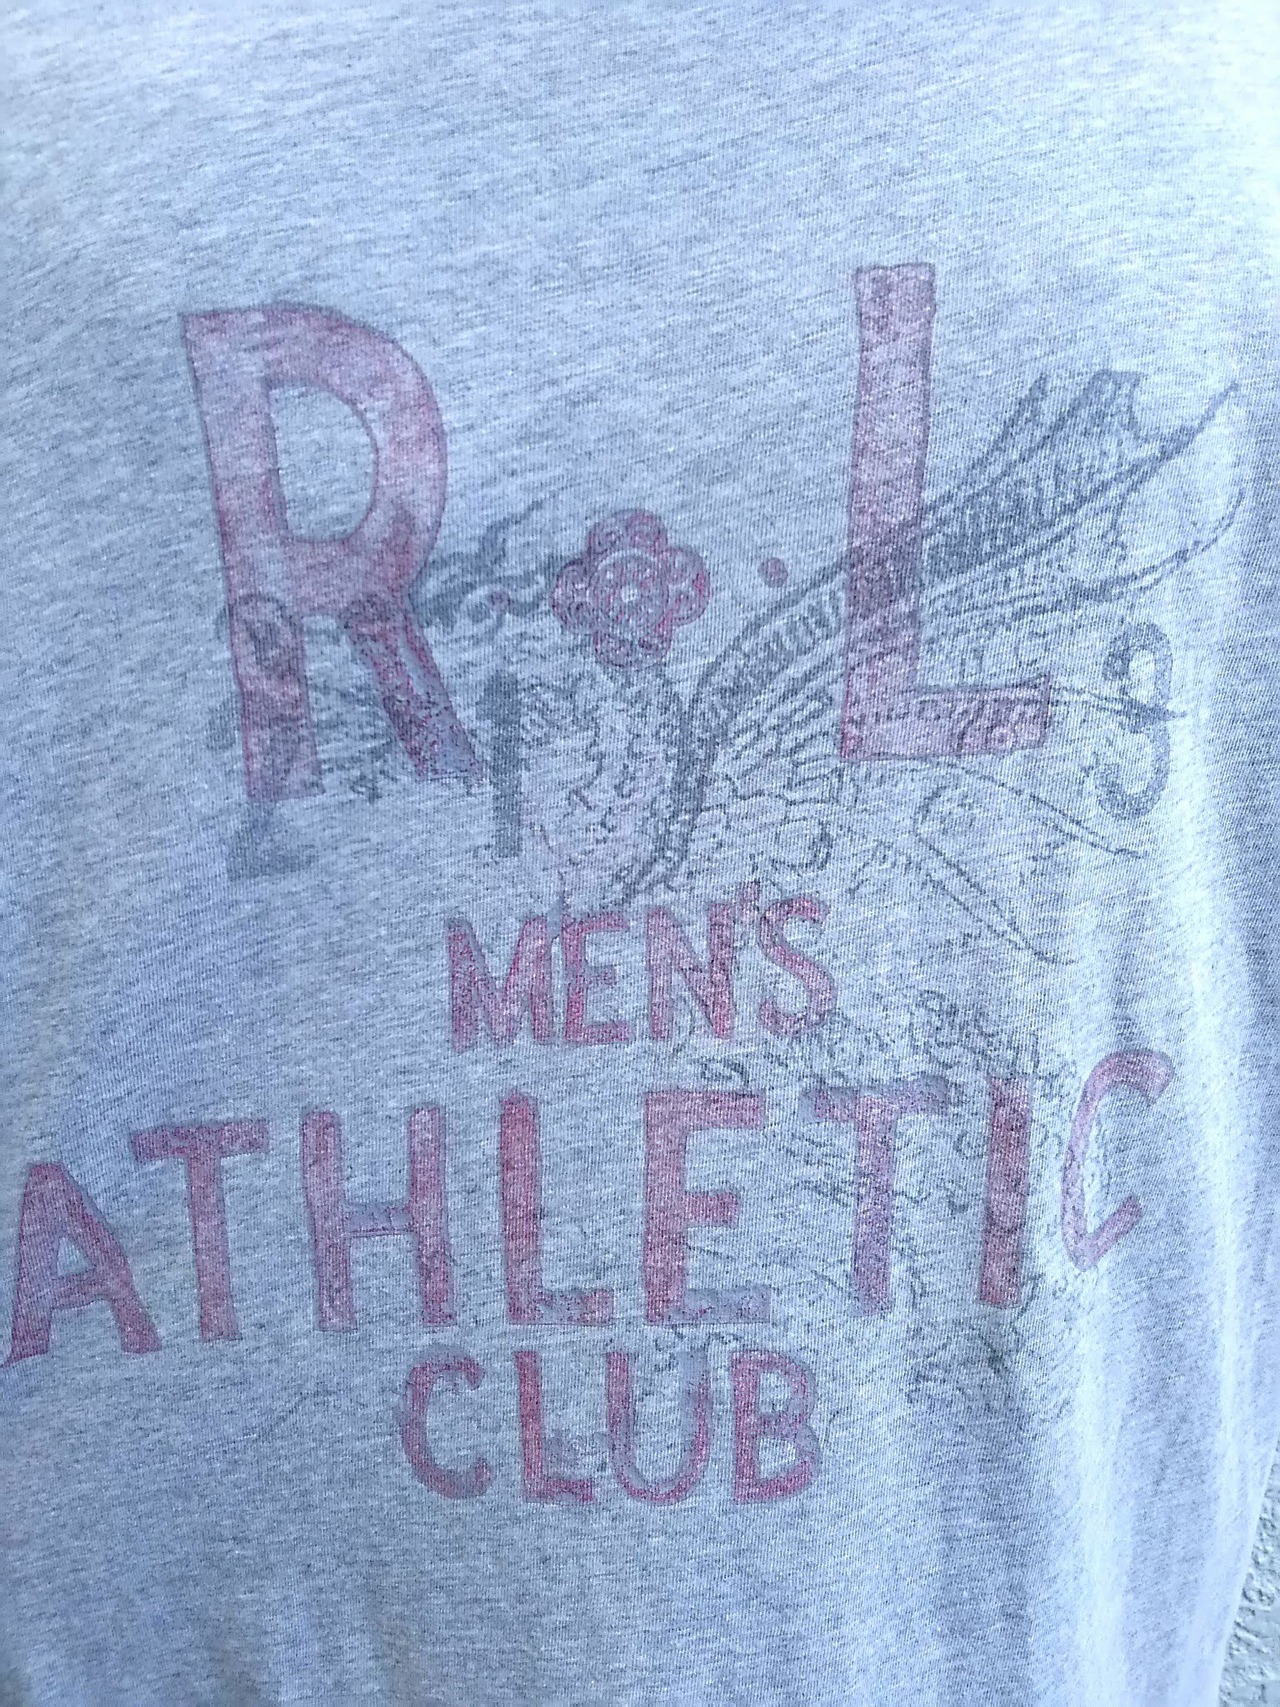 R · L
MEN'S
ATHLETIC
CLUB